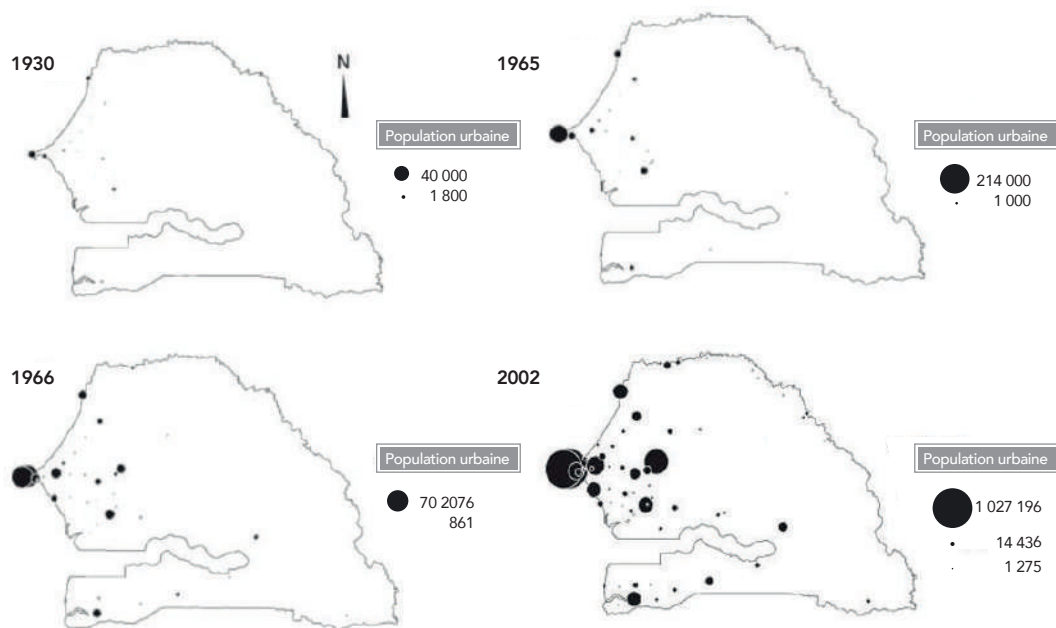 1930
N
Population urbaine
40 000
1 800
1965
Population urbaine
214 000
1 000
1966
Population urbaine
70 2076
861
2002
Population urbaine
1 027 196
14 436
1 275